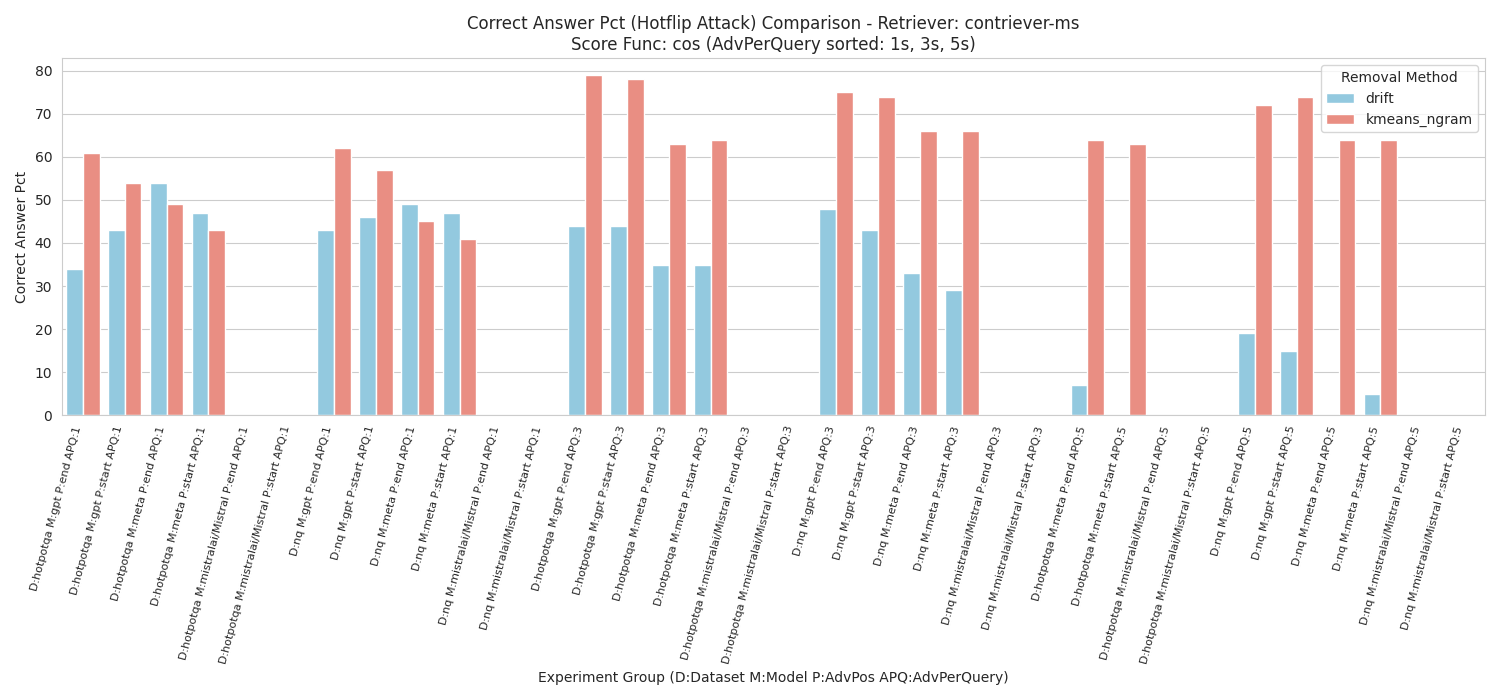 Correct Answer Pct (Hotflip Attack) Comparison - Retriever: contriever-ms
Score Func: cos (AdvPerQuery sorted: 1s, 3s, 5s)
Removal Method
drift
kmeans_ngram
Correct Answer Pct
80
70
60
50
40
30
20
10
0
D:hotpotqa M:gpt P:end APQ:1
D:hotpotqa M:gpt P:start APQ:1
D:hotpotqa M:meta P:end APQ:1
D:hotpotqa M:meta P:start APQ:1
D:hotpotqa M:mistralai/Mistral P:end APQ:1
D:hotpotqa M:mistralai/Mistral P:start APQ:1
D:nq M:gpt P:end APQ:1
D:nq M:gpt P:start APQ:1
D:nq M:meta P:end APQ:1
D:nq M:meta P:start APQ:1
D:nq M:mistralai/Mistral P:end APQ:1
D:nq M:mistralai/Mistral P:start APQ:1
D:hotpotqa M:gpt P:end APQ:3
D:hotpotqa M:gpt P:start APQ:3
D:hotpotqa M:meta P:end APQ:3
D:hotpotqa M:meta P:start APQ:3
D:hotpotqa M:mistralai/Mistral P:end APQ:3
D:hotpotqa M:mistralai/Mistral P:start APQ:3
D:nq M:gpt P:end APQ:3
D:nq M:gpt P:start APQ:3
D:nq M:meta P:end APQ:3
D:nq M:meta P:start APQ:3
D:nq M:mistralai/Mistral P:end APQ:3
D:nq M:mistralai/Mistral P:start APQ:3
D:hotpotqa M:meta P:end APQ:5
D:hotpotqa M:meta P:start APQ:5
D:hotpotqa M:mistralai/Mistral P:end APQ:5
D:hotpotqa M:mistralai/Mistral P:start APQ:5
D:nq M:gpt P:end APQ:5
D:nq M:gpt P:start APQ:5
D:nq M:meta P:end APQ:5
D:nq M:meta P:start APQ:5
D:nq M:mistralai/Mistral P:end APQ:5
D:nq M:mistralai/Mistral P:start APQ:5
Experiment Group (D:Dataset M:Model P:AdvPos APQ:AdvPerQuery)